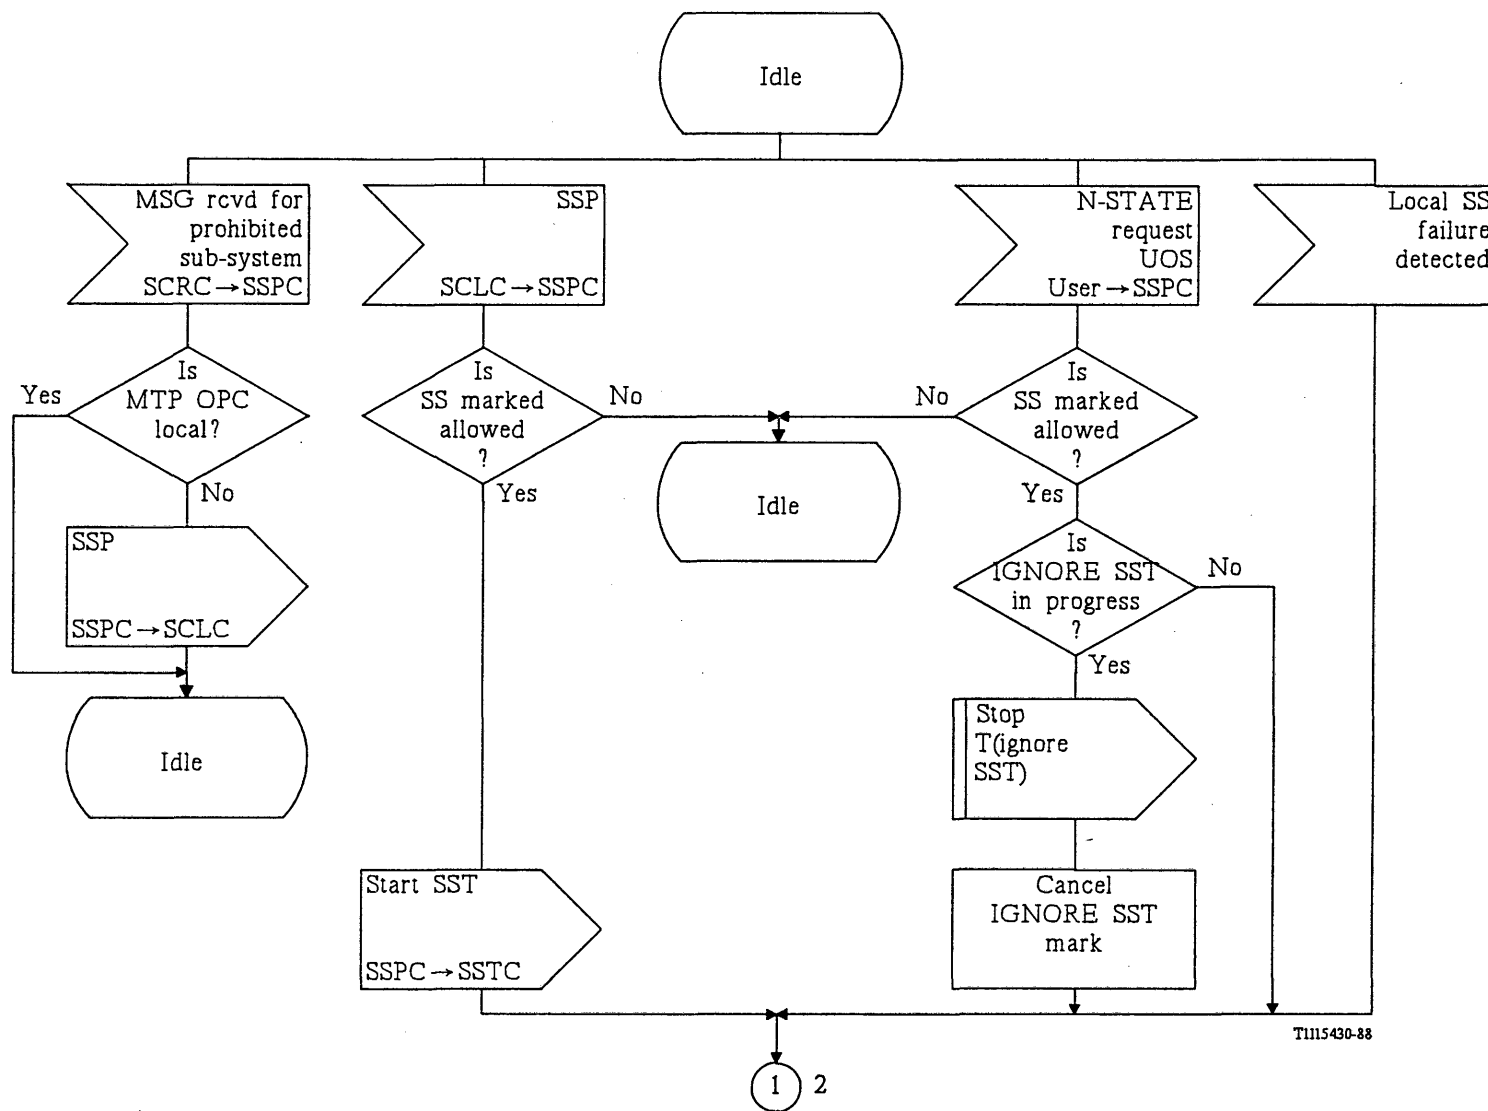 Idle
MSG rcvd for
prohibited
sub-system
SCRC→SSPC
SSP
SCLC→SSPC
N-STATE
request
UOS
User→SSPC
Local SS
failure
detected
Is
MTP OPC
local?
Yes
No
Is
SS marked
allowed
?
No
Yes
Is
SS marked
allowed
?
No
Yes
Idle
SSP
SSPC→SCLC
Idle
Is
IGNORE SST
in progress
?
No
Yes
Stop
T(ignore
SST)
Start SST
SSPC→SSTC
Cancel
IGNORE SST
mark
T1115430-88
1
2